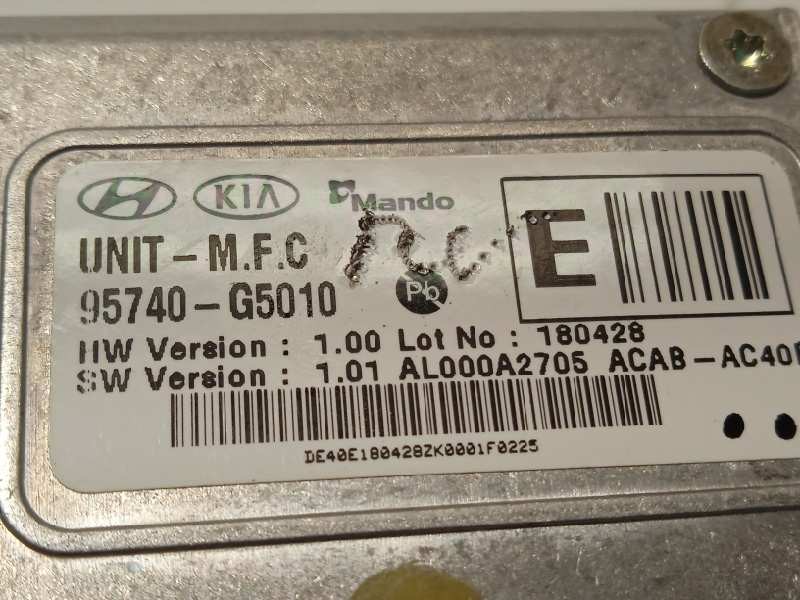 KIA Mando
UNIT - M.F.C
E
95740 - G5010 Pb
HW Version : 1.00 Lot No : 180428
SW Version : 1.01 AL000A2705 ACAB - AC40
DE40E180428ZK0001F0225